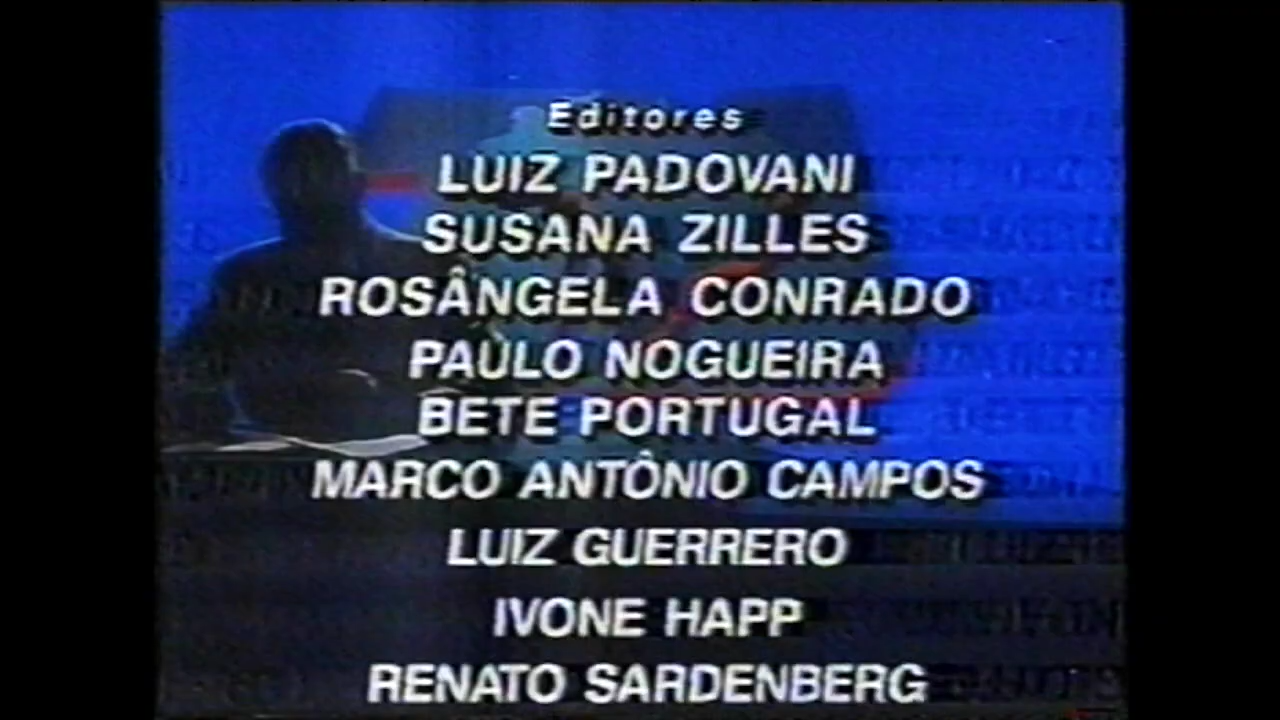 Editores
LUIZ PADOVANI
SUSANA ZILLES
ROSÂNGELA CONRADO
PAULO NOGUEIRA
BETE PORTUGAL
MARCO ANTÔNIO CAMPOS
LUIZ GUERRERO
IVONE HAPP
RENATO SARDENBERG